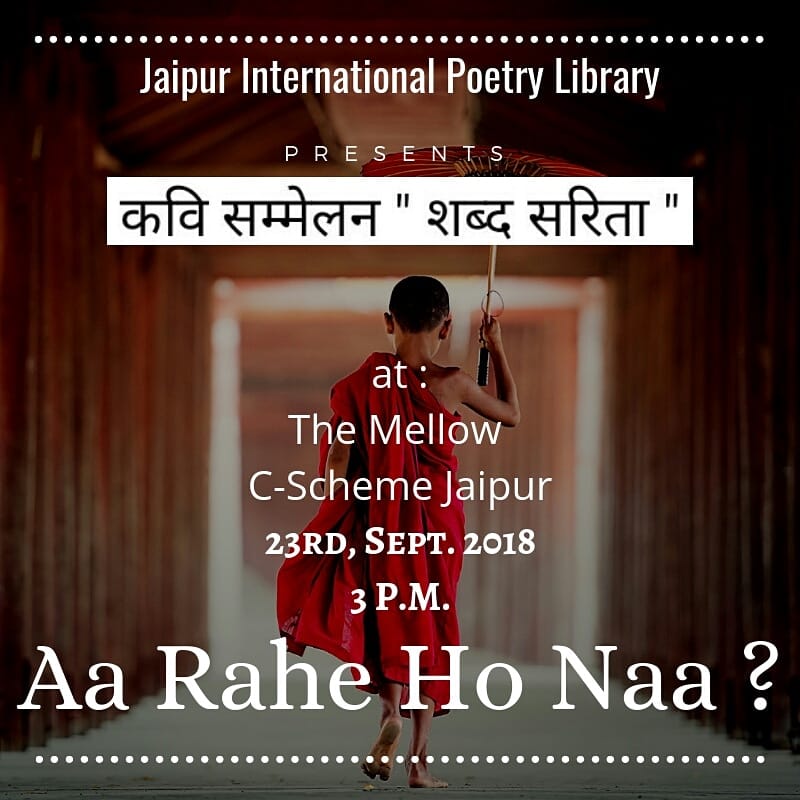 Jaipur International Poetry Library
PRESENTS
कवि सम्मेलन " शब्द सरिता "
at :
The Mellow
C-Scheme Jaipur
23RD, SEPT. 2018
3 P.M.
Aa Rahe Ho Naa ?